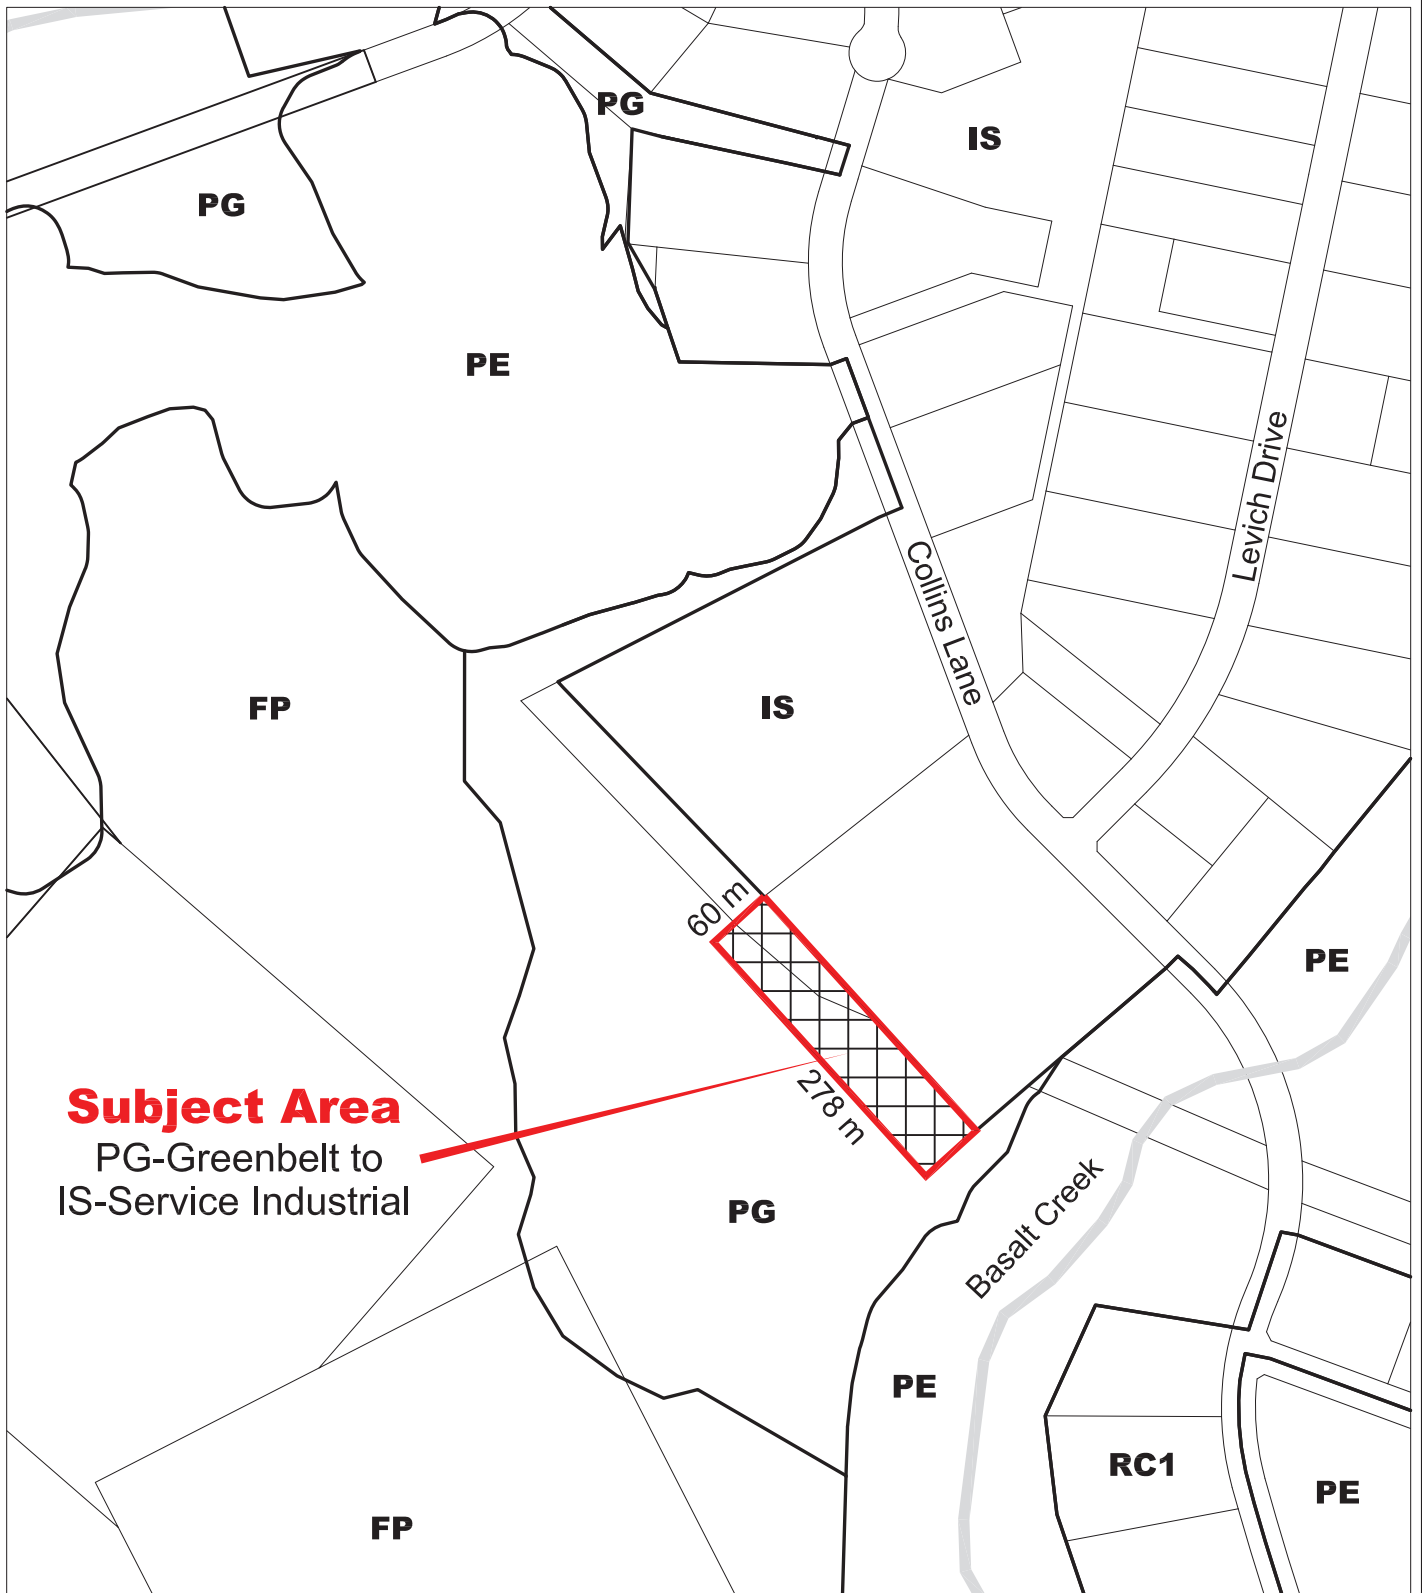 PG
IS
PG
PE
Levich Drive
Collins Lane
FP
IS
60 m
PE
278 m
Subject Area
PG-Greenbelt to
IS-Service Industrial
PG
Basalt Creek
PE
RC1
PE
FP